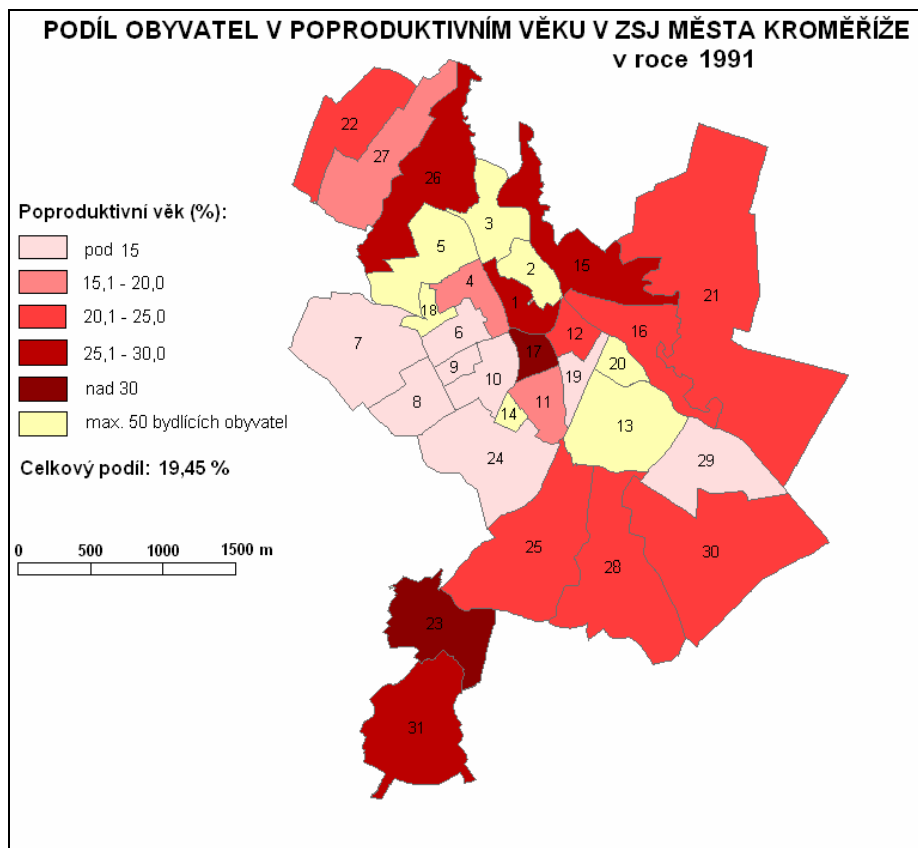 PODÍL OBYVATEL V POPRODUKTIVNÍM VĚKU V ZSJ MĚSTA KROMĚŘÍŽE
v roce 1991
22
27
26
3
5
2
15
4
1
21
18
12
16
7
6
17
20
9
19
10
8
11
14
13
24
29
25
28
30
23
31
Poproduktivní věk (%):
pod 15
15,1 - 20,0
20,1 - 25,0
25,1 - 30,0
nad 30
max. 50 bydlících obyvatel
Celkový podíl: 19,45 %
0 500 1000 1500 m